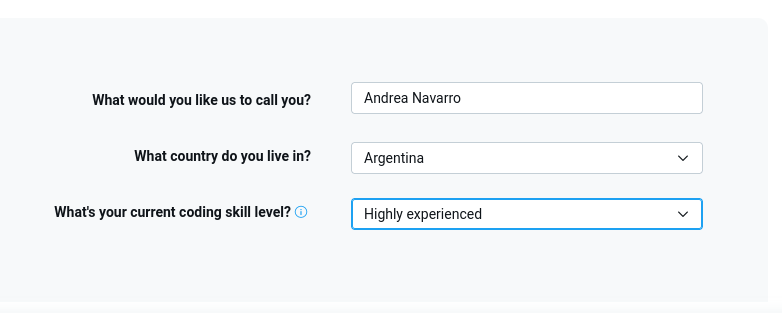 What would you like us to call you? Andrea Navarro
What country do you live in? Argentina
What's your current coding skill level? Highly experienced